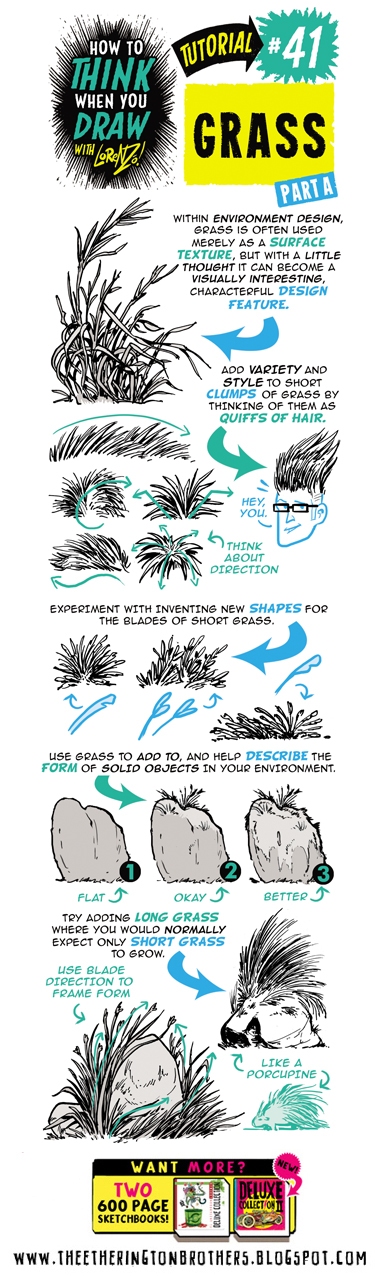 HOW TO
THINK
WHEN YOU
DRAW
WITH LORENZO!
TUTORIAL
#41
GRASS
PART A
WITHIN ENVIRONMENT DESIGN,
GRASS IS OFTEN USED
MERELY AS A SURFACE
TEXTURE, BUT WITH A LITTLE
THOUGHT IT CAN BECOME A
VISUALLY INTERESTING,
CHARACTERFUL DESIGN
FEATURE.
ADD VARIETY AND
STYLE TO SHORT
CLUMPS OF GRASS BY
THINKING OF THEM AS
QUIFFS OF HAIR.
HEY,
YOU.
THINK
ABOUT
DIRECTION
EXPERIMENT WITH INVENTING NEW SHAPES FOR
THE BLADES OF SHORT GRASS.
USE GRASS TO ADD TO, AND HELP DESCRIBE THE
FORM OF SOLID OBJECTS IN YOUR ENVIRONMENT.
1
2
3
FLAT
OKAY
BETTER
TRY ADDING LONG GRASS
WHERE YOU WOULD NORMALLY
EXPECT ONLY SHORT GRASS
TO GROW.
USE BLADE
DIRECTION TO
FRAME FORM
LIKE A
PORCUPINE
WANT MORE?
NEW!
TWO
600 PAGE
SKETCHBOOKS!
DELUXE COLLECTION
DELUXE
COLLECTION II
WWW.THEETHERINGTONBROTHERS.BLOGSPOT.COM